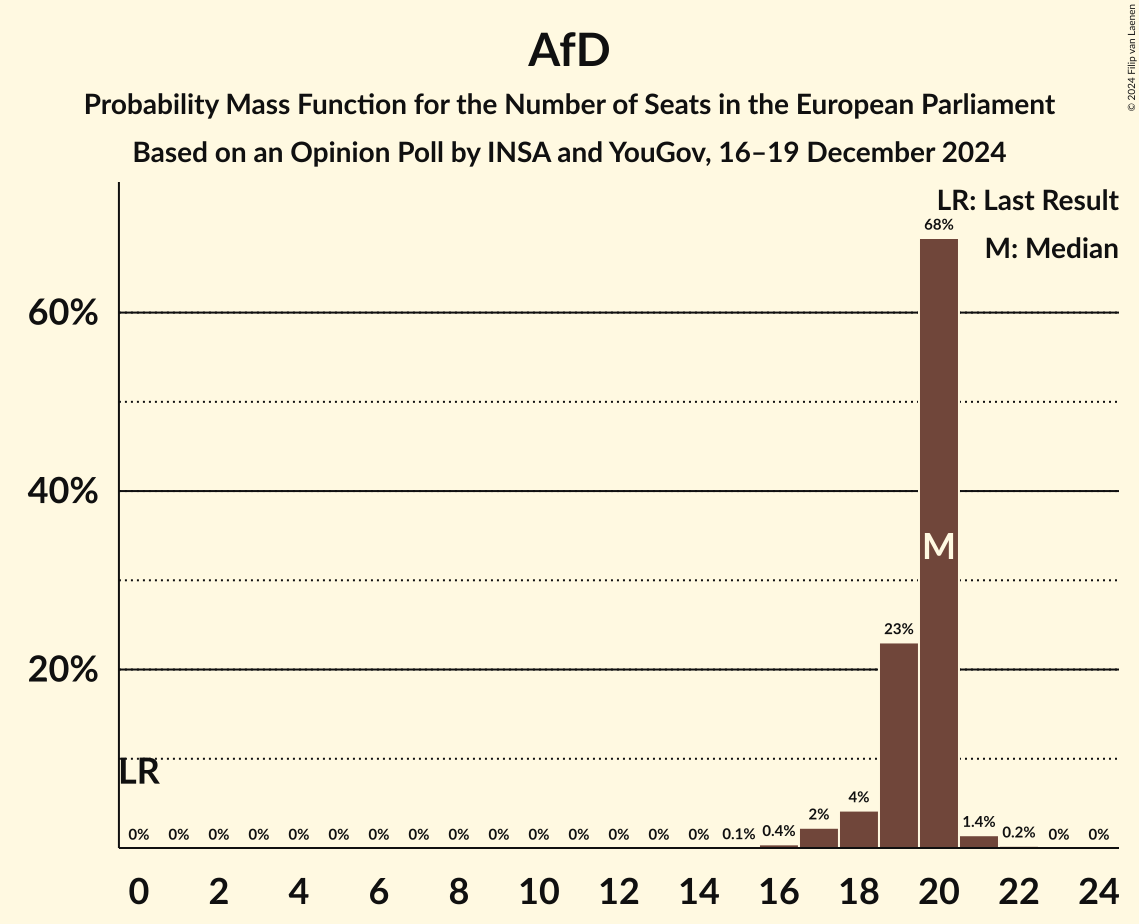 AfD
Probability Mass Function for the Number of Seats in the European Parliament
Based on an Opinion Poll by INSA and YouGov, 16–19 December 2024
© 2024 Filip van Laenen
LR: Last Result
M: Median
68%
60%
40%
M
23%
20%
LR
0% 0% 0% 0% 0% 0% 0% 0% 0% 0% 0% 0% 0% 0% 0% 0.1% 0.4% 2% 4% 1.4% 0.2% 0% 0%
0 2 4 6 8 10 12 14 16 18 20 22 24